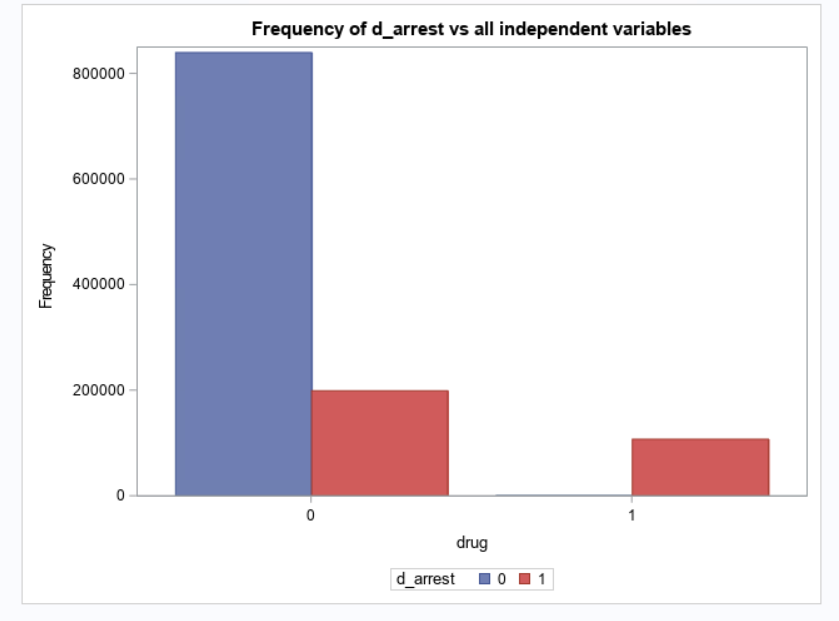 Frequency of d_arrest vs all independent variables
800000
600000
400000
200000
0
Frequency
0 1
drug
d_arrest 0 1